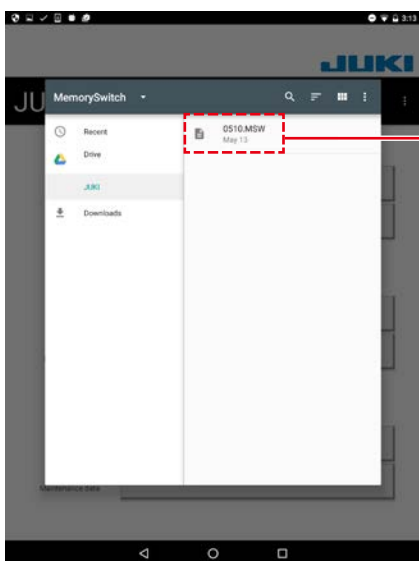 3:13
JUKI
JU
MemorySwitch
Recent
Drive
JUKI
Downloads
0510.MSW
May 13
Maintenance data